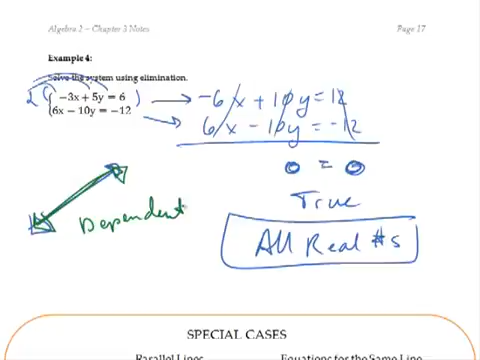 Algebra 2 – Chapter 3 Notes
Page 17
Example 4:
Solve the system using elimination.
2 ( { −3x + 5y = 6 ) → -6x + 10y = 12
{ 6x − 10y = −12 → 6x - 10y = -12
0 = 0
True
Dependent
All Real #s
SPECIAL CASES
Parallel Lines
Equations for the Same Line